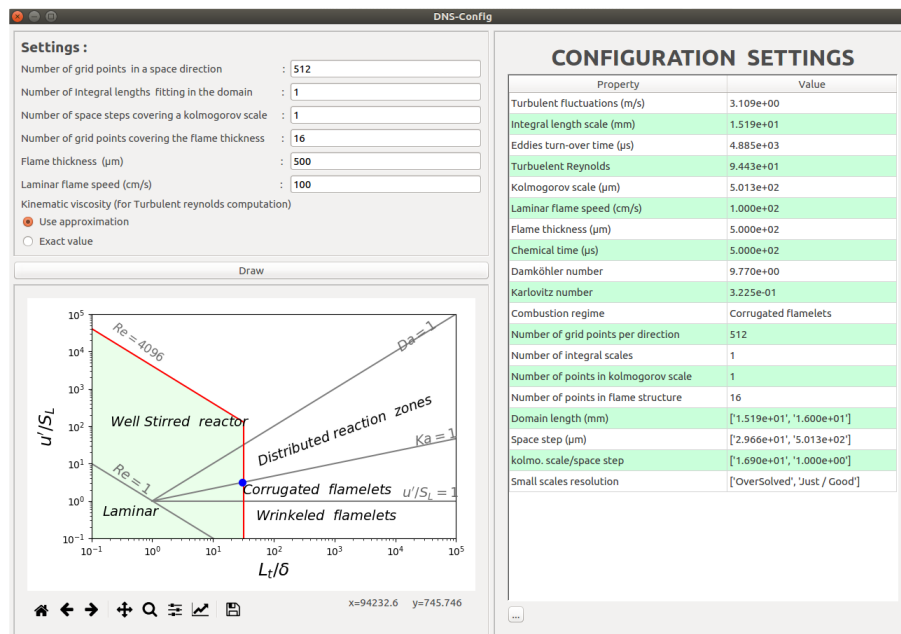 DNS-Config
Settings :
Number of grid points in a space direction : 512
Number of Integral lengths fitting in the domain : 1
Number of space steps covering a kolmogorov scale : 1
Number of grid points covering the flame thickness : 16
Flame thickness (μm) : 500
Laminar flame speed (cm/s) : 100
Kinematic viscosity (for Turbulent reynolds computation)
Use approximation
Exact value
Draw
10⁵
10⁴
10³
10²
10¹
10⁰
10⁻¹
u'/S_L
Re = 4096
Da = 1
Well Stirred reactor
Distributed reaction zones
Ka = 1
Re = 1
Corrugated flamelets
u'/S_L = 1
Laminar
Wrinkeled flamelets
10⁻¹ 10⁰ 10¹ 10² 10³ 10⁴ 10⁵
L_t/δ
x=94232.6 y=745.746
CONFIGURATION SETTINGS
Property Value
Turbulent fluctuations (m/s) 3.109e+00
Integral length scale (mm) 1.519e+01
Eddies turn-over time (μs) 4.885e+03
Turbuelent Reynolds 9.443e+01
Kolmogorov scale (μm) 5.013e+02
Laminar flame speed (cm/s) 1.000e+02
Flame thickness (μm) 5.000e+02
Chemical time (μs) 5.000e+02
Damköhler number 9.770e+00
Karlovitz number 3.225e-01
Combustion regime Corrugated flamelets
Number of grid points per direction 512
Number of integral scales 1
Number of points in kolmogorov scale 1
Number of points in flame structure 16
Domain length (mm) ['1.519e+01', '1.600e+01']
Space step (μm) ['2.966e+01', '5.013e+02']
kolmo. scale/space step ['1.690e+01', '1.000e+00']
Small scales resolution ['OverSolved', 'Just / Good']
...